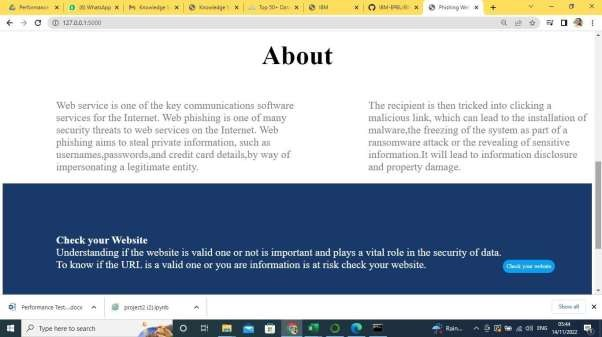 Performance
(8) WhatsApp
Knowledge
Knowledge
Top 50+ Dat
IBM
IBM-EPBL/IB
Phishing We
127.0.0.1:5000
About
Web service is one of the key communications software
services for the Internet. Web phishing is one of many
security threats to web services on the Internet. Web
phishing aims to steal private information, such as
usernames,passwords,and credit card details,by way of
impersonating a legitimate entity.
The recipient is then tricked into clicking a
malicious link, which can lead to the installation of
malware,the freezing of the system as part of a
ransomware attack or the revealing of sensitive
information.It will lead to information disclosure
and property damage.
Check your Website
Understanding if the website is valid one or not is important and plays a vital role in the security of data.
To know if the URL is a valid one or you are information is at risk check your website.
Check your website
Performance Test....docx
project2 (2).ipynb
Show all
Type here to search
Rain...
ENG
05:44
14/11/2022